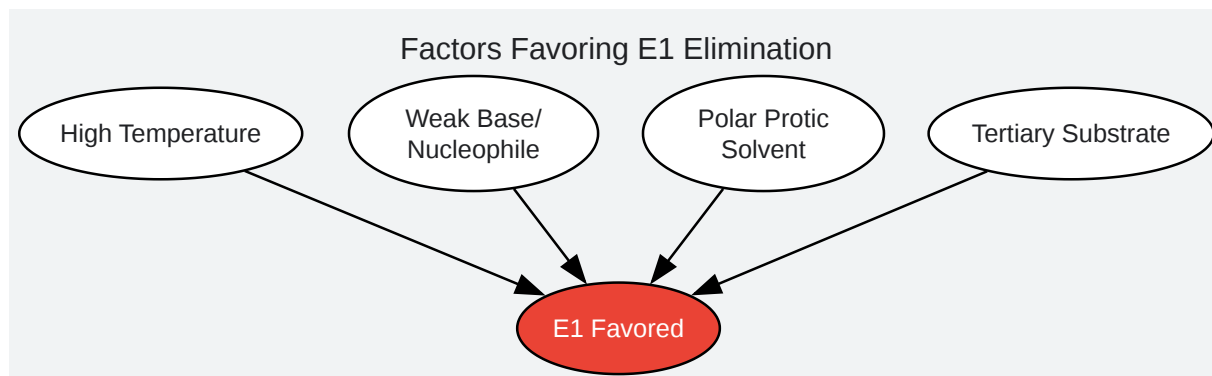 Factors Favoring E1 Elimination
High Temperature
Weak Base/
Nucleophile
Polar Protic
Solvent
Tertiary Substrate
E1 Favored